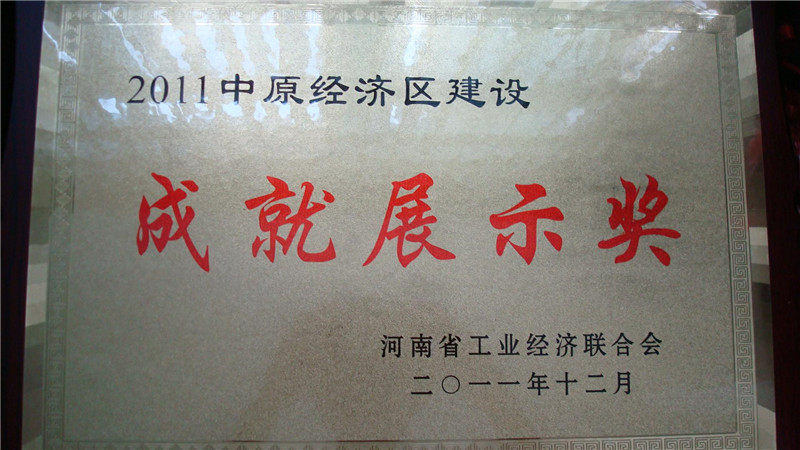 2011中原经济区建设
成就展示奖
河南省工业经济联合会
二〇一一年十二月